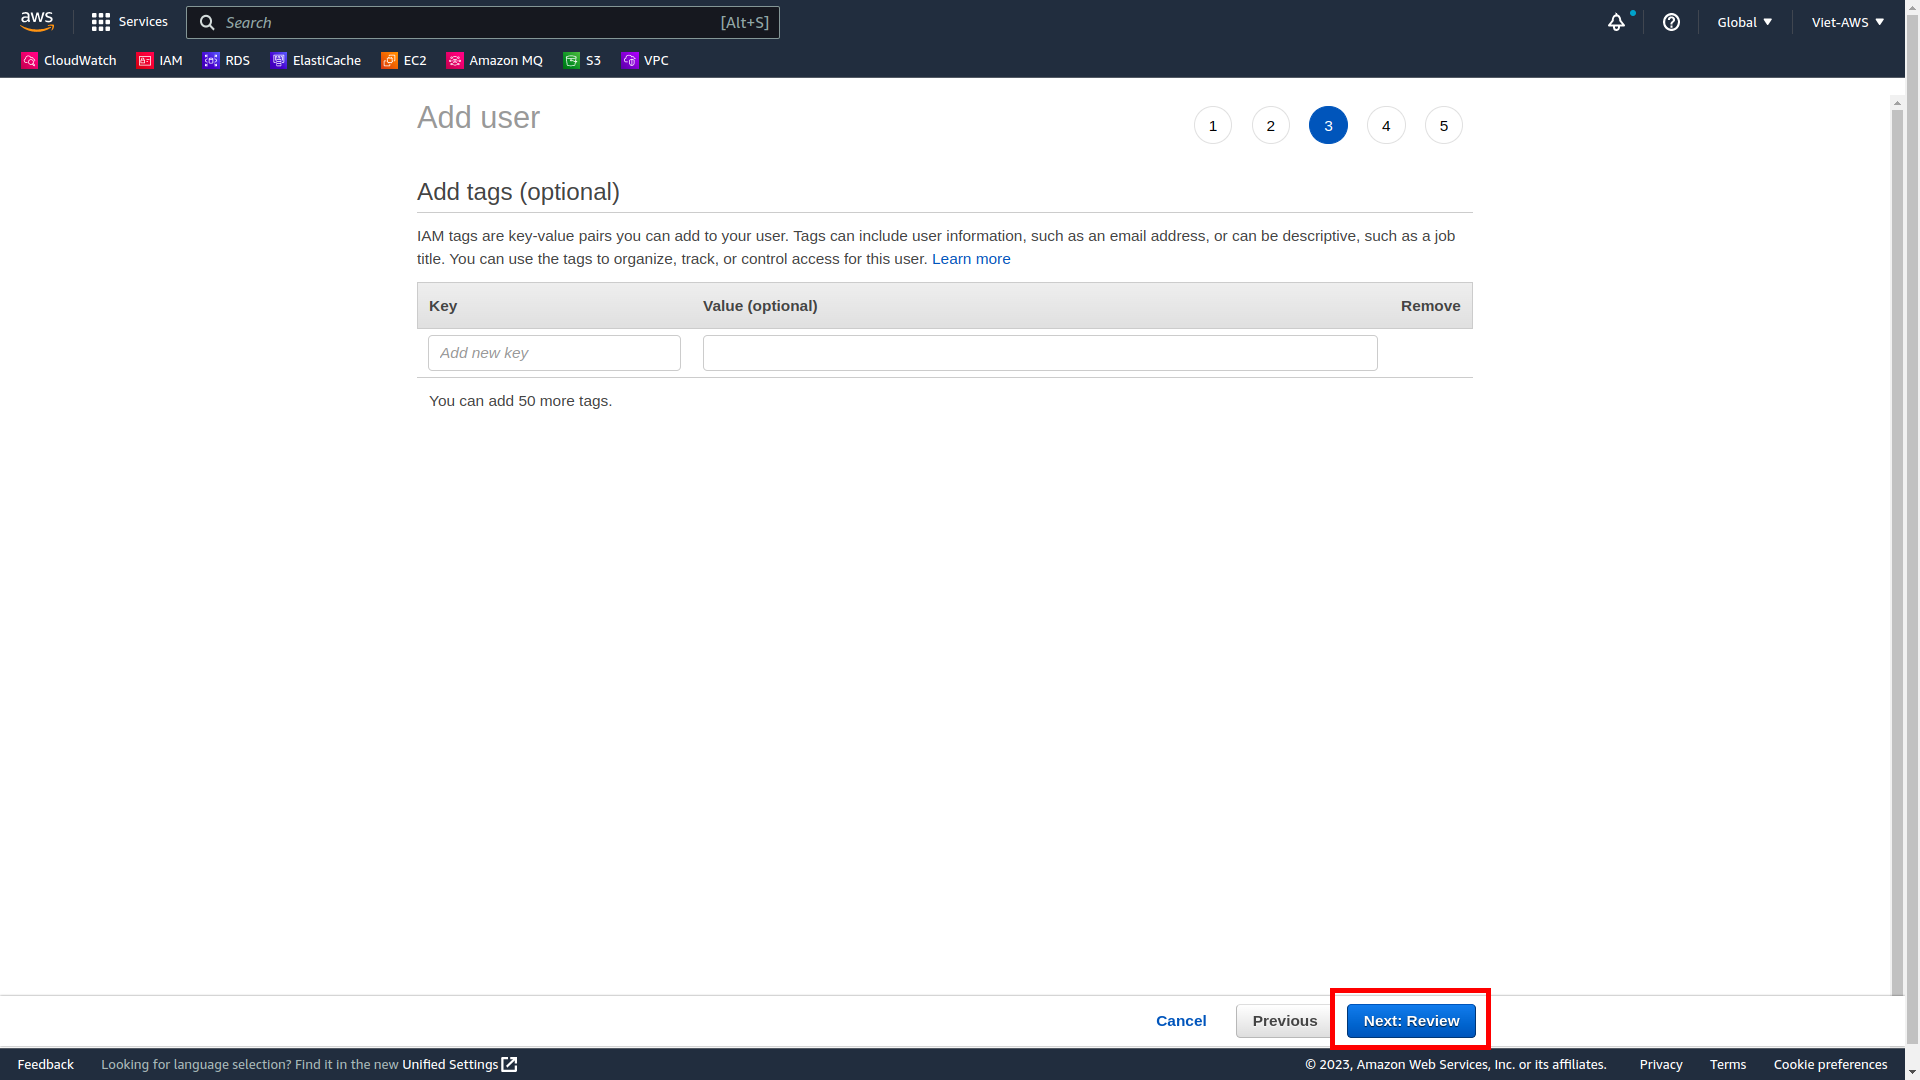 aws
Services
Search
[Alt+S]
Global
Viet-AWS
CloudWatch
IAM
RDS
ElastiCache
EC2
Amazon MQ
S3
VPC
Add user
1
2
3
4
5
Add tags (optional)
IAM tags are key-value pairs you can add to your user. Tags can include user information, such as an email address, or can be descriptive, such as a job
title. You can use the tags to organize, track, or control access for this user. Learn more
Key
Value (optional)
Remove
Add new key
You can add 50 more tags.
Cancel
Previous
Next: Review
Feedback
Looking for language selection? Find it in the new Unified Settings
© 2023, Amazon Web Services, Inc. or its affiliates.
Privacy
Terms
Cookie preferences